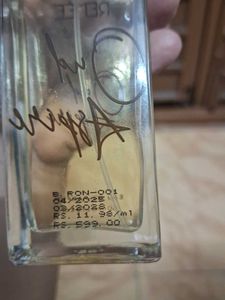 Aspire
B. RON-001
04/2025
03/2028
RS. 11.98/ml
RS. 599.00